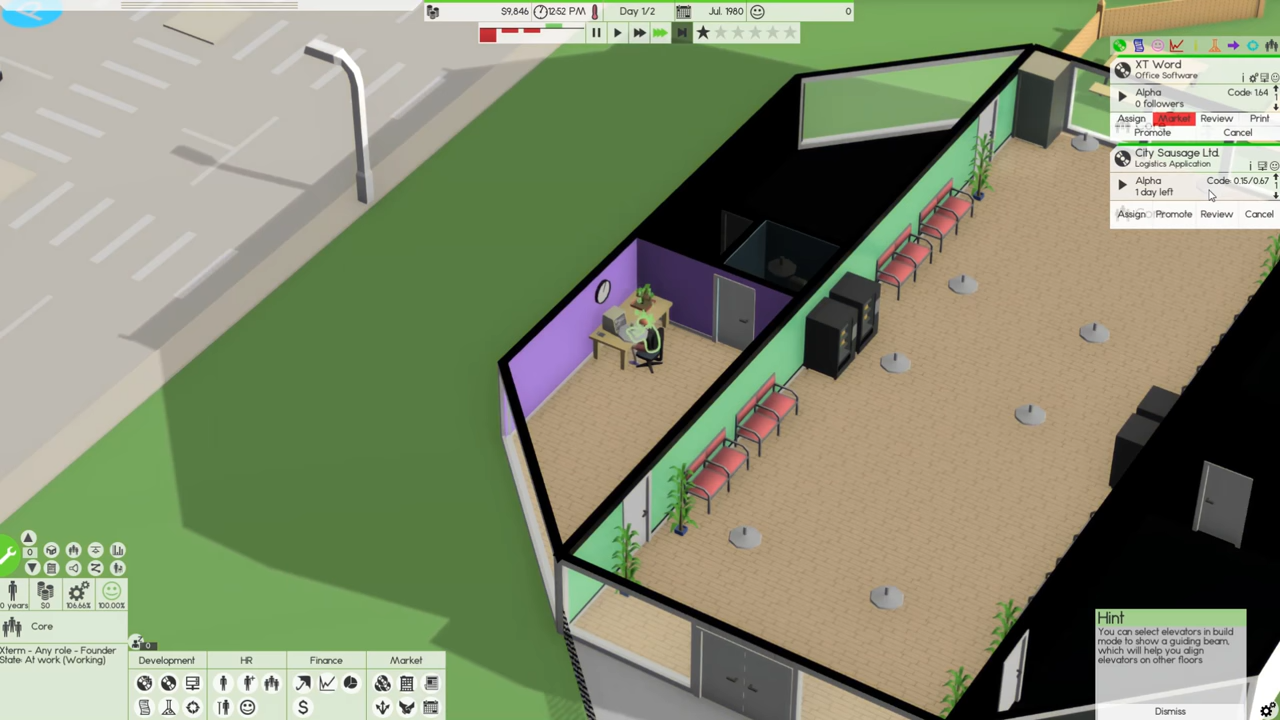 $9,846
12:52 PM
Day 1/2
Jul. 1980
0
XT Word
Office Software
Alpha
Code: 1.64
0 followers
1
Assign
Market
Review
Print
Promote
Cancel
City Sausage Ltd.
Logistics Application
Alpha
Code: 0.15/0.67
1 day left
1
Assign
Promote
Review
Cancel
0
0 years
$0
106.66%
100.00%
Core
Xterm - Any role - Founder
State: At work (Working)
0
Development
HR
Finance
Market
Hint
You can select elevators in build
mode to show a guiding beam,
which will help you align
elevators on other floors
Dismiss